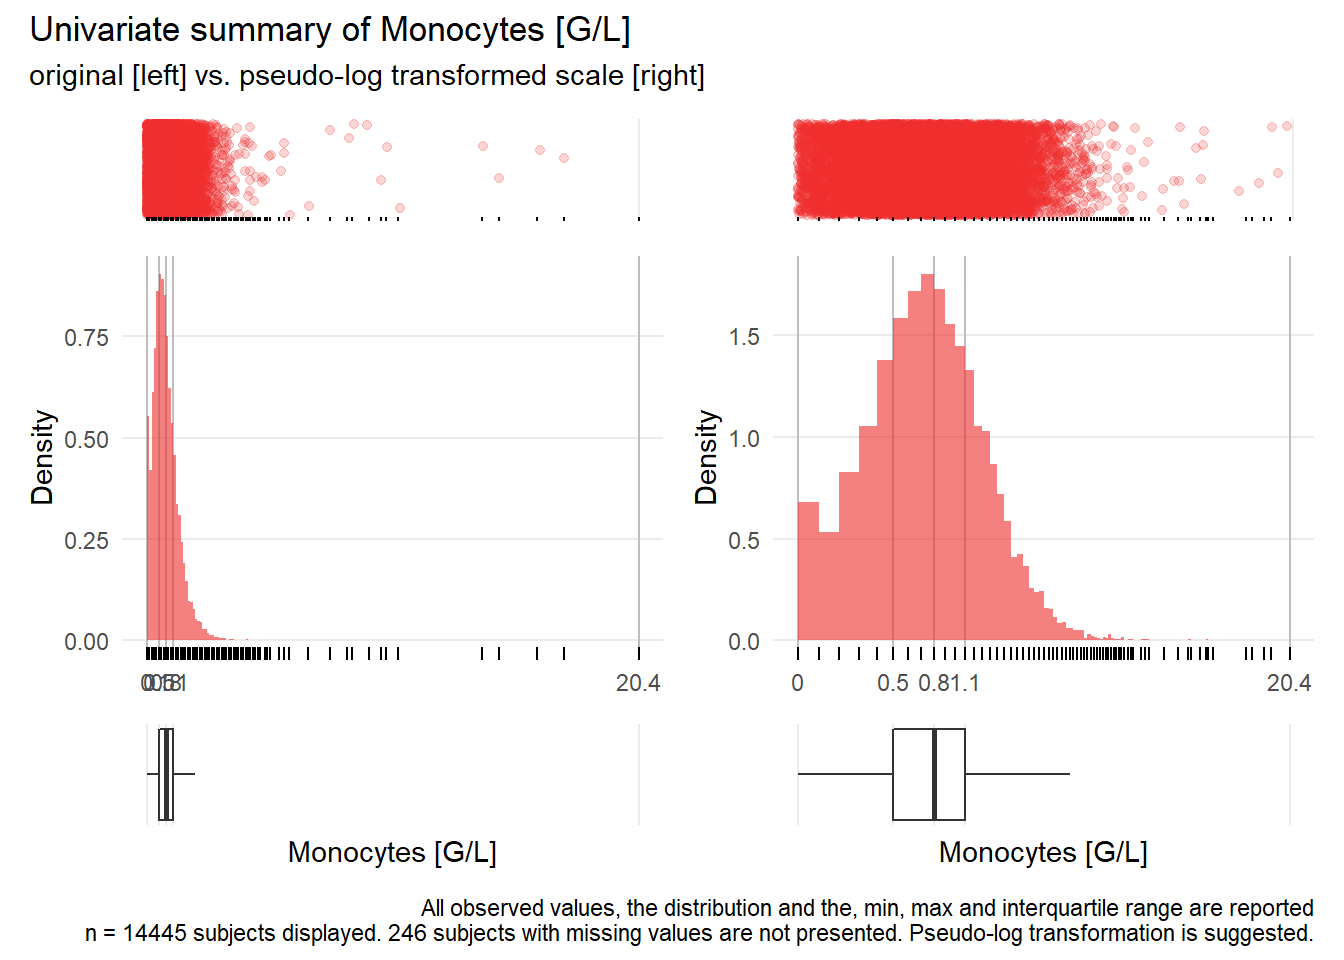 Univariate summary of Monocytes [G/L]
original [left] vs. pseudo-log transformed scale [right]
Density
0.75
0.50
0.25
0.00
20.4
Monocytes [G/L]
Density
1.5
1.0
0.5
0.0
0 0.5 0.8 1.1 20.4
Monocytes [G/L]
All observed values, the distribution and the, min, max and interquartile range are reported
n = 14445 subjects displayed. 246 subjects with missing values are not presented. Pseudo-log transformation is suggested.